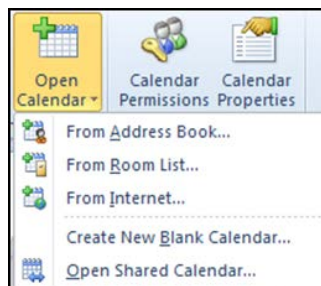 Open Calendar Calendar
Calendar Permissions Properties
From Address Book...
From Room List...
From Internet...
Create New Blank Calendar...
Open Shared Calendar...